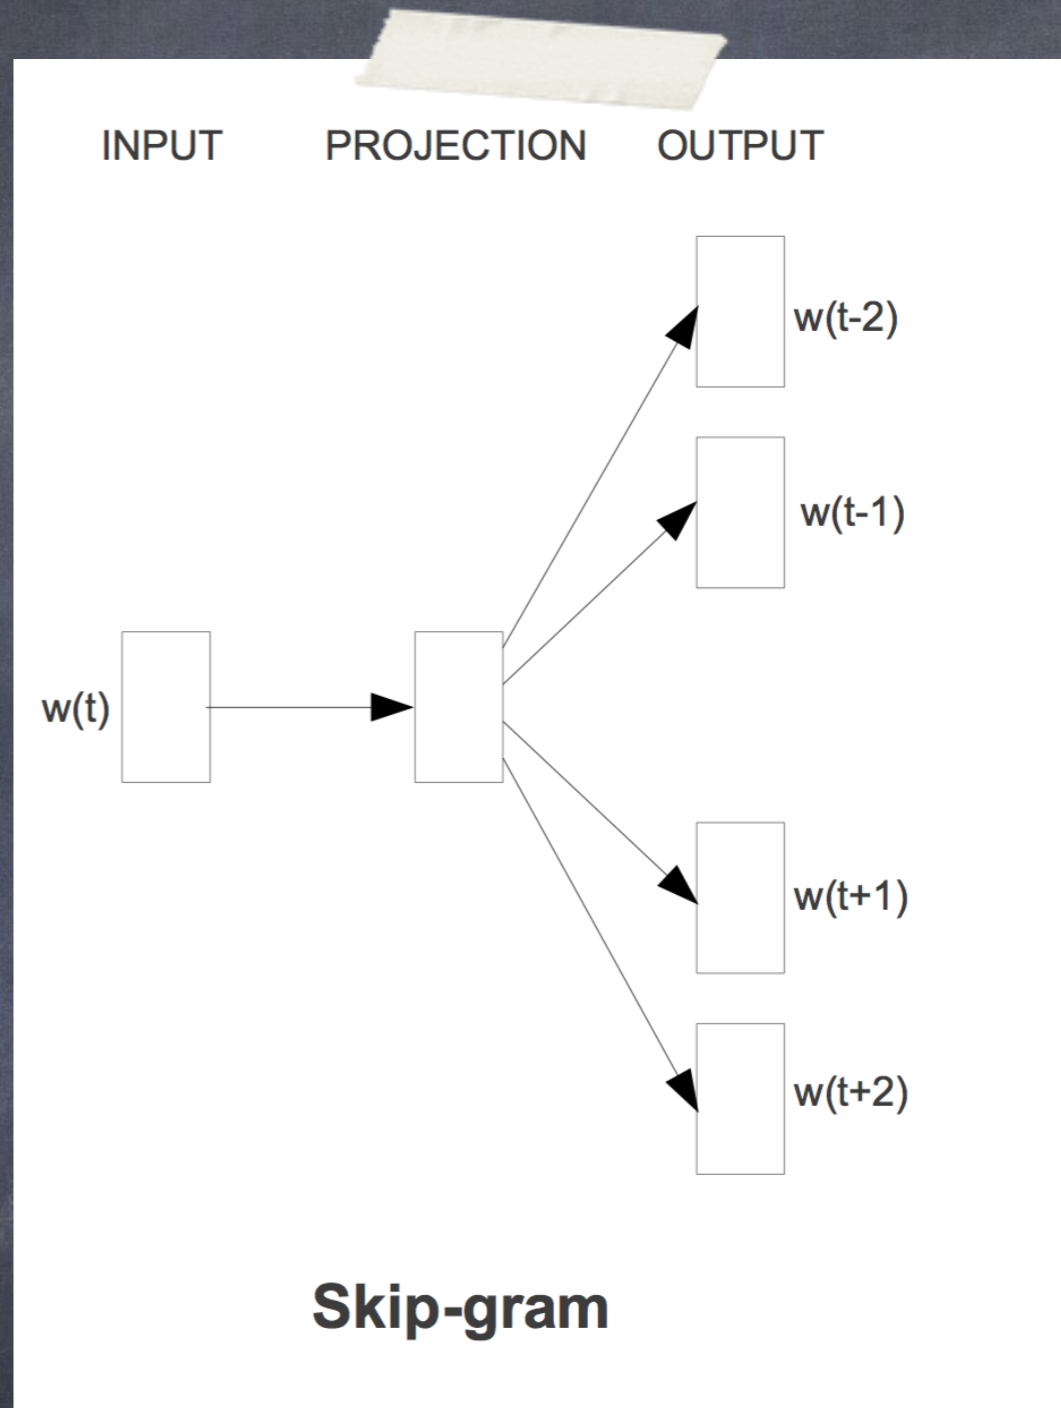 INPUT PROJECTION OUTPUT
w(t-2)
w(t-1)
w(t)
w(t+1)
w(t+2)
Skip-gram